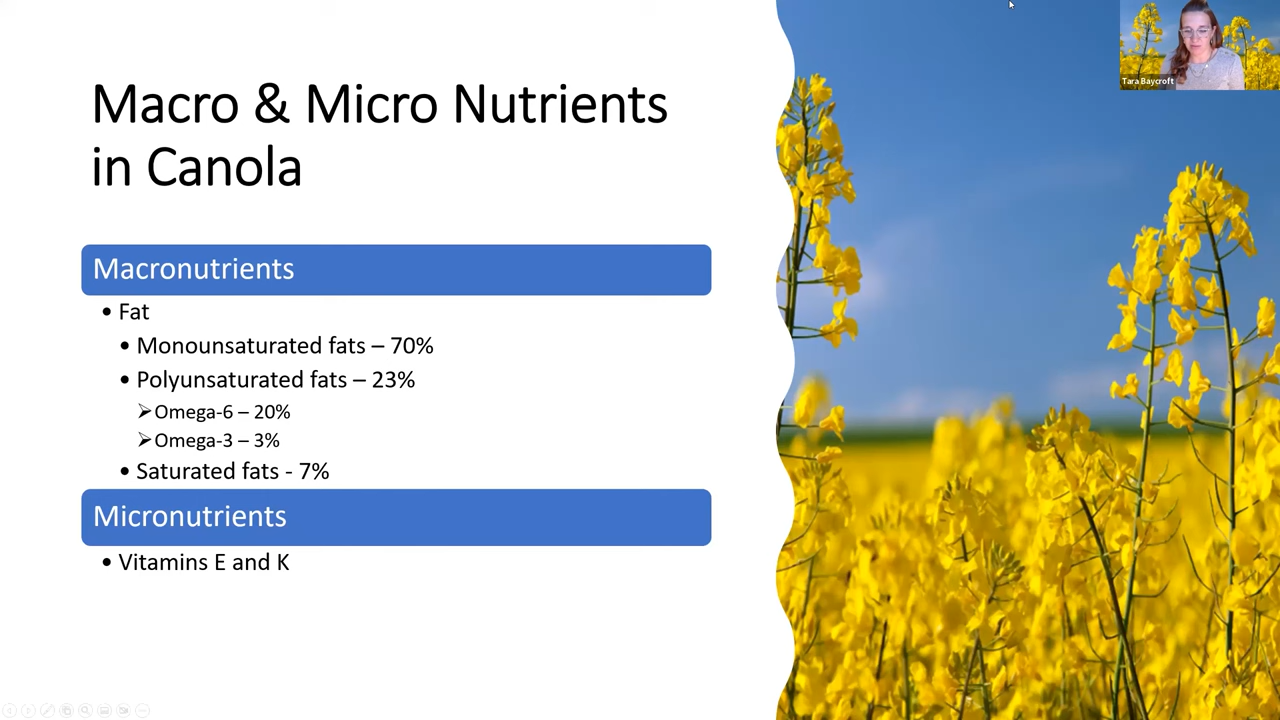 Macro & Micro Nutrients
in Canola
Macronutrients
• Fat
• Monounsaturated fats – 70%
• Polyunsaturated fats – 23%
➢Omega-6 – 20%
➢Omega-3 – 3%
• Saturated fats - 7%
Micronutrients
• Vitamins E and K
Tara Baycroft